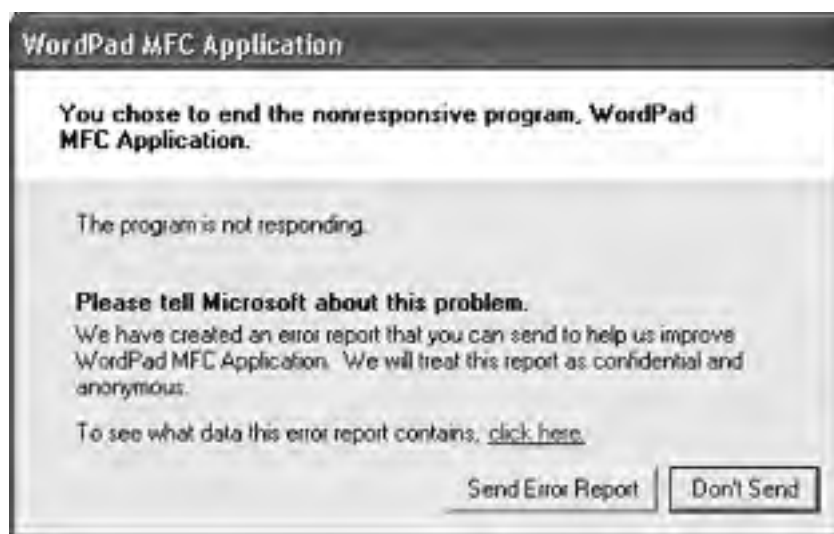 WordPad MFC Application
You chose to end the nonresponsive program, WordPad
MFC Application.
The program is not responding.
Please tell Microsoft about this problem.
We have created an error report that you can send to help us improve
WordPad MFC Application. We will treat this report as confidential and
anonymous.
To see what data this error report contains, click here.
Send Error Report
Don't Send